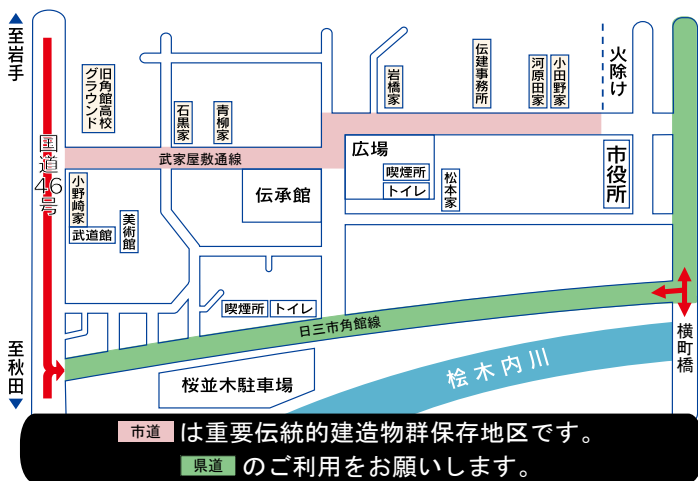 至岩手
旧角館高校
グラウンド
石黒家
青柳家
岩橋家
伝建事務所
河原田家
小田野家
火除け
国道46号
武家屋敷通線
広場
喫煙所
トイレ
松本家
市役所
小野崎家
武道館
美術館
伝承館
喫煙所
トイレ
日三市角館線
至秋田
桜並木駐車場
桧木内川
横町橋
市道 は重要伝統的建造物群保存地区です。
県道 のご利用をお願いします。